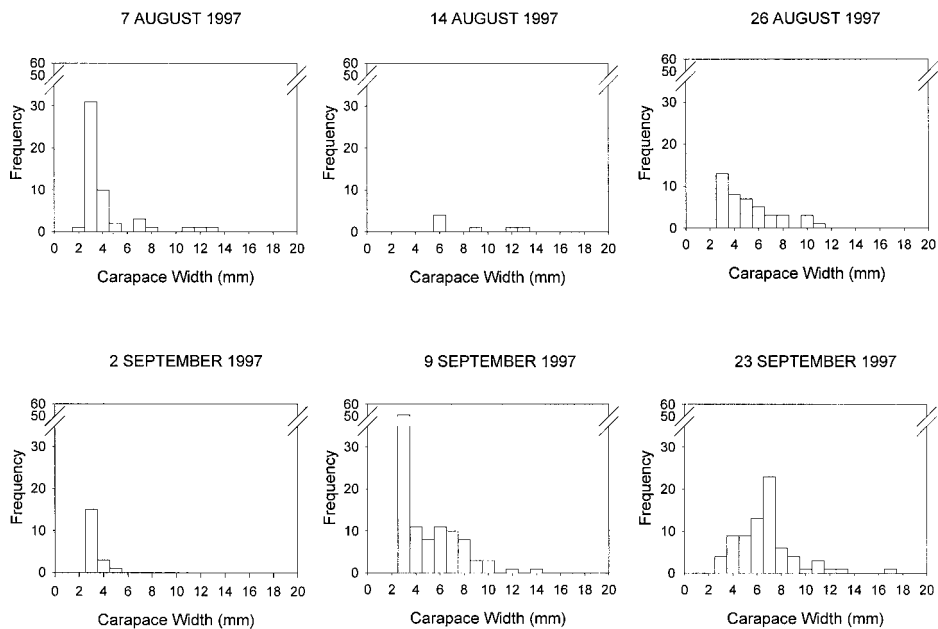 7 AUGUST 1997
14 AUGUST 1997
26 AUGUST 1997
60
50
30
20
10
0
Frequency
0 2 4 6 8 10 12 14 16 18 20
Carapace Width (mm)
60
50
30
20
10
0
Frequency
0 2 4 6 8 10 12 14 16 18 20
Carapace Width (mm)
60
50
30
20
10
0
Frequency
0 2 4 6 8 10 12 14 16 18 20
Carapace Width (mm)
2 SEPTEMBER 1997
9 SEPTEMBER 1997
23 SEPTEMBER 1997
60
50
30
20
10
0
Frequency
0 2 4 6 8 10 12 14 16 18 20
Carapace Width (mm)
60
50
30
20
10
0
Frequency
0 2 4 6 8 10 12 14 16 18 20
Carapace Width (mm)
60
50
30
20
10
0
Frequency
0 2 4 6 8 10 12 14 16 18 20
Carapace Width (mm)